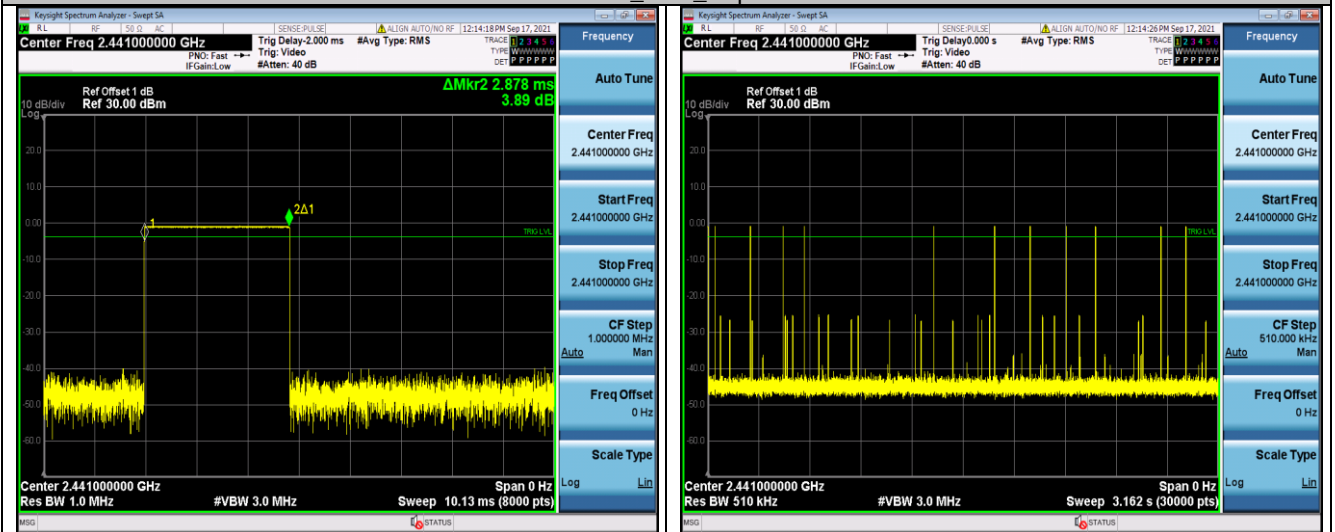 Keysight Spectrum Analyzer - Swept SA
RL RF 50 Ω AC SENSE:PULSE ALIGN AUTO/NO RF 12:14:18 PM Sep 17, 2021
Center Freq 2.441000000 GHz
PNO: Fast
IFGain:Low
Trig Delay-2.000 ms
Trig: Video
#Atten: 40 dB
#Avg Type: RMS
TRACE 1 2 3 4 5 6
TYPE WWWWWW
DET P P P P P P
ΔMkr2 2.878 ms
3.89 dB
Ref Offset 1 dB
10 dB/div Ref 30.00 dBm
Log
20.0
10.0
0.00
-10.0
-20.0
-30.0
-40.0
-50.0
-60.0
1
2Δ1
TRIG LVL
Center 2.441000000 GHz Span 0 Hz
Res BW 1.0 MHz #VBW 3.0 MHz Sweep 10.13 ms (8000 pts)
MSG STATUS
Frequency
Auto Tune
Center Freq
2.441000000 GHz
Start Freq
2.441000000 GHz
Stop Freq
2.441000000 GHz
CF Step
1.000000 MHz
Auto Man
Freq Offset
0 Hz
Scale Type
Log Lin
Keysight Spectrum Analyzer - Swept SA
RL RF 50 Ω AC SENSE:PULSE ALIGN AUTO/NO RF 12:14:26 PM Sep 17, 2021
Center Freq 2.441000000 GHz
PNO: Fast
IFGain:Low
Trig Delay0.000 s
Trig: Video
#Atten: 40 dB
#Avg Type: RMS
TRACE 1 2 3 4 5 6
TYPE WWWWWW
DET P P P P P P
Ref Offset 1 dB
10 dB/div Ref 30.00 dBm
Log
20.0
10.0
0.00
-10.0
-20.0
-30.0
-40.0
-50.0
-60.0
TRIG LVL
Center 2.441000000 GHz Span 0 Hz
Res BW 510 kHz #VBW 3.0 MHz Sweep 3.162 s (30000 pts)
MSG STATUS
Frequency
Auto Tune
Center Freq
2.441000000 GHz
Start Freq
2.441000000 GHz
Stop Freq
2.441000000 GHz
CF Step
510.000 kHz
Auto Man
Freq Offset
0 Hz
Scale Type
Log Lin